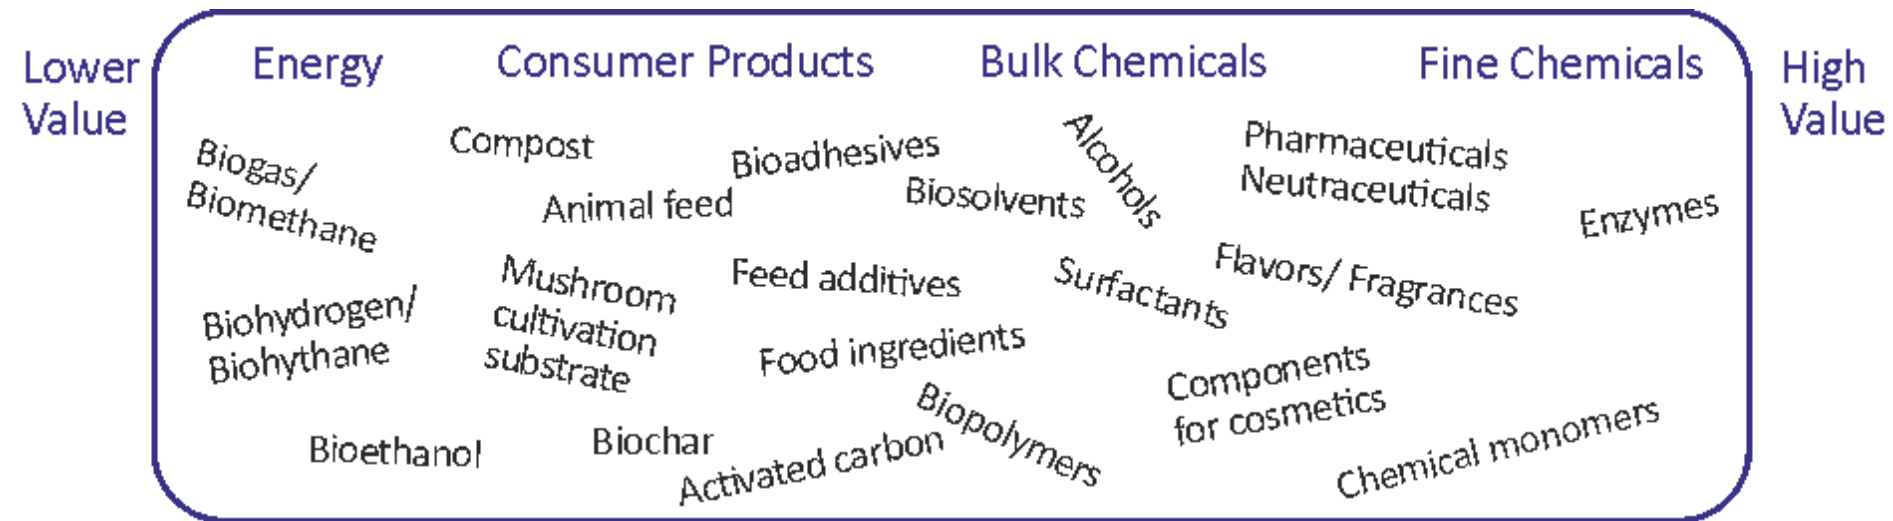 Lower
Value
Energy
Consumer Products
Bulk Chemicals
Fine Chemicals
High
Value
Biogas/
Biomethane
Compost
Bioadhesives
Alcohols
Pharmaceuticals
Neutraceuticals
Animal feed
Biosolvents
Enzymes
Mushroom
cultivation
substrate
Feed additives
Surfactants
Flavors/ Fragrances
Biohydrogen/
Biohythane
Food ingredients
Components
for cosmetics
Bioethanol
Biochar
Activated carbon
Biopolymers
Chemical monomers